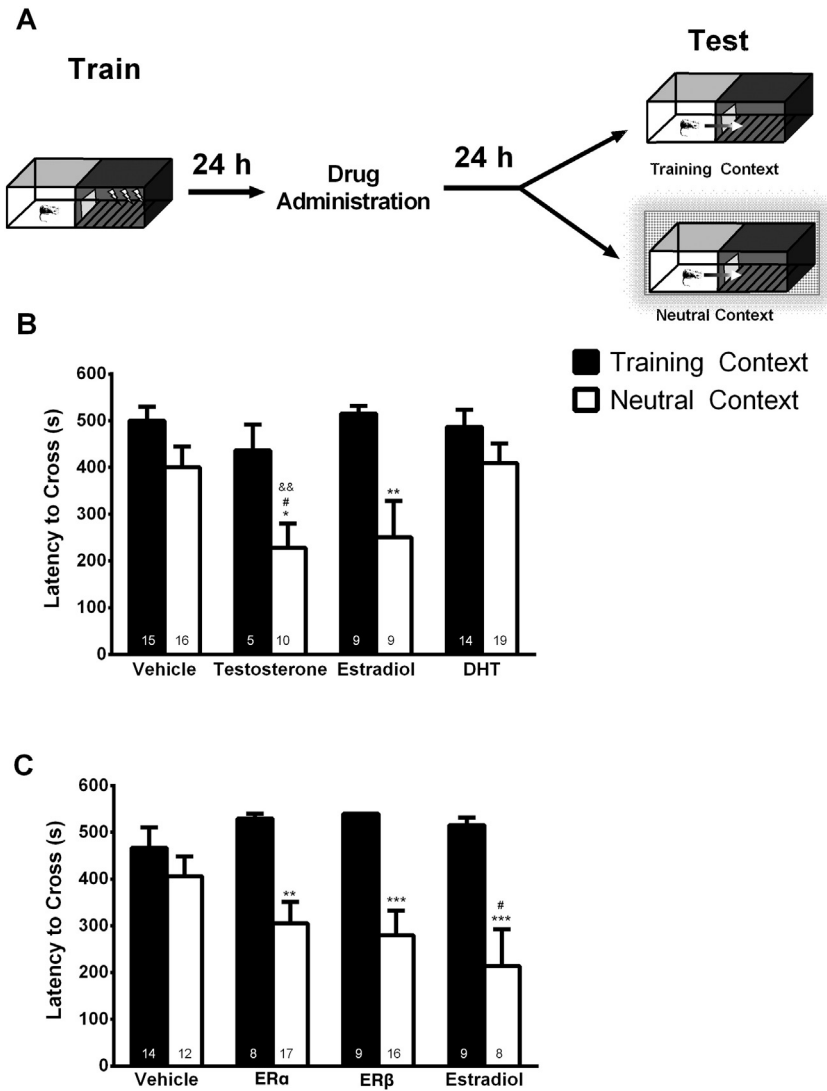 A
Train
Test
24 h
Drug
Administration
24 h
Training Context
Neutral Context
B
Training Context
Neutral Context
Latency to Cross (s)
600
500
400
300
200
100
0
&&
#
*
**
15 16 5 10 9 9 14 19
Vehicle Testosterone Estradiol DHT
C
Latency to Cross (s)
600
500
400
300
200
100
0
**
***
#
***
14 12 8 17 9 16 9 8
Vehicle ERα ERβ Estradiol